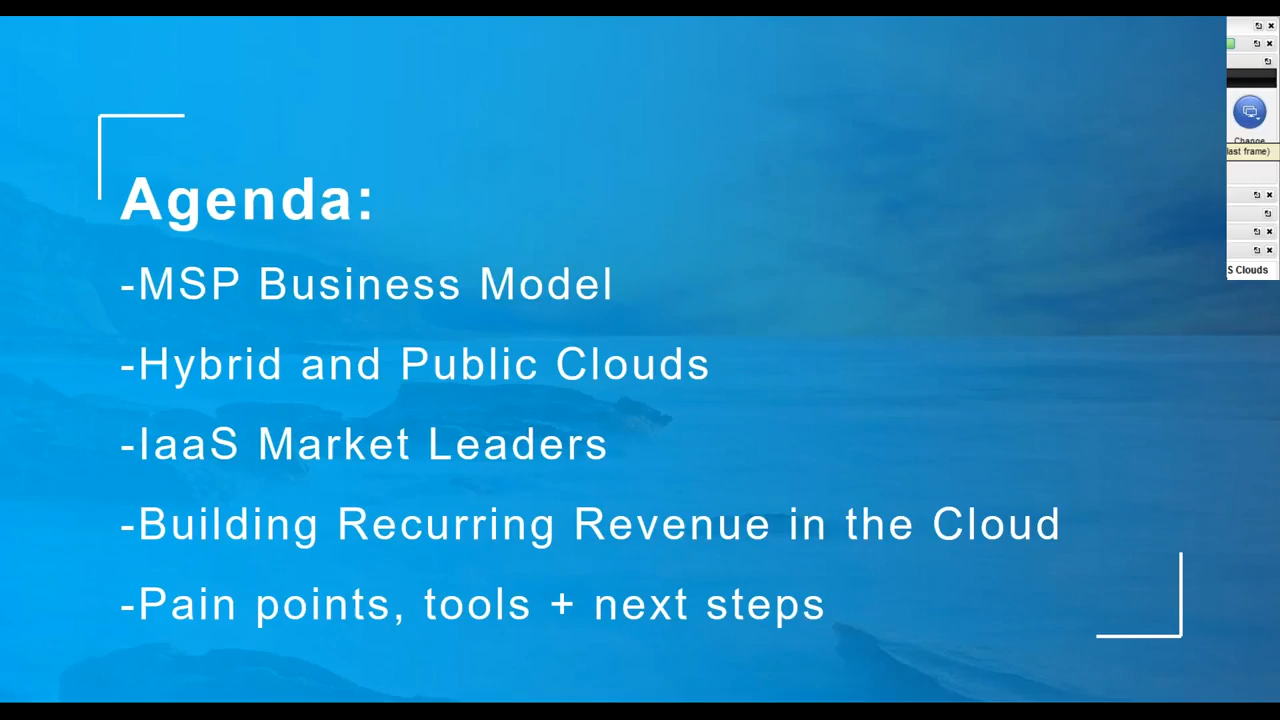 Agenda:
-MSP Business Model
-Hybrid and Public Clouds
-IaaS Market Leaders
-Building Recurring Revenue in the Cloud
-Pain points, tools + next steps
Change
last frame)
S Clouds